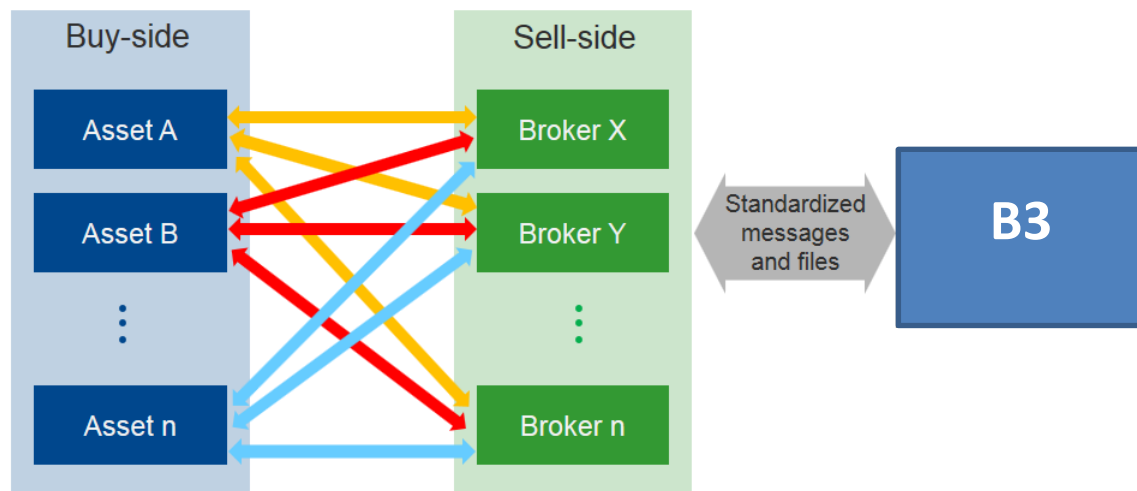 Buy-side
Sell-side
Asset A
Broker X
Asset B
Broker Y
Standardized
messages
and files
B3
Asset n
Broker n